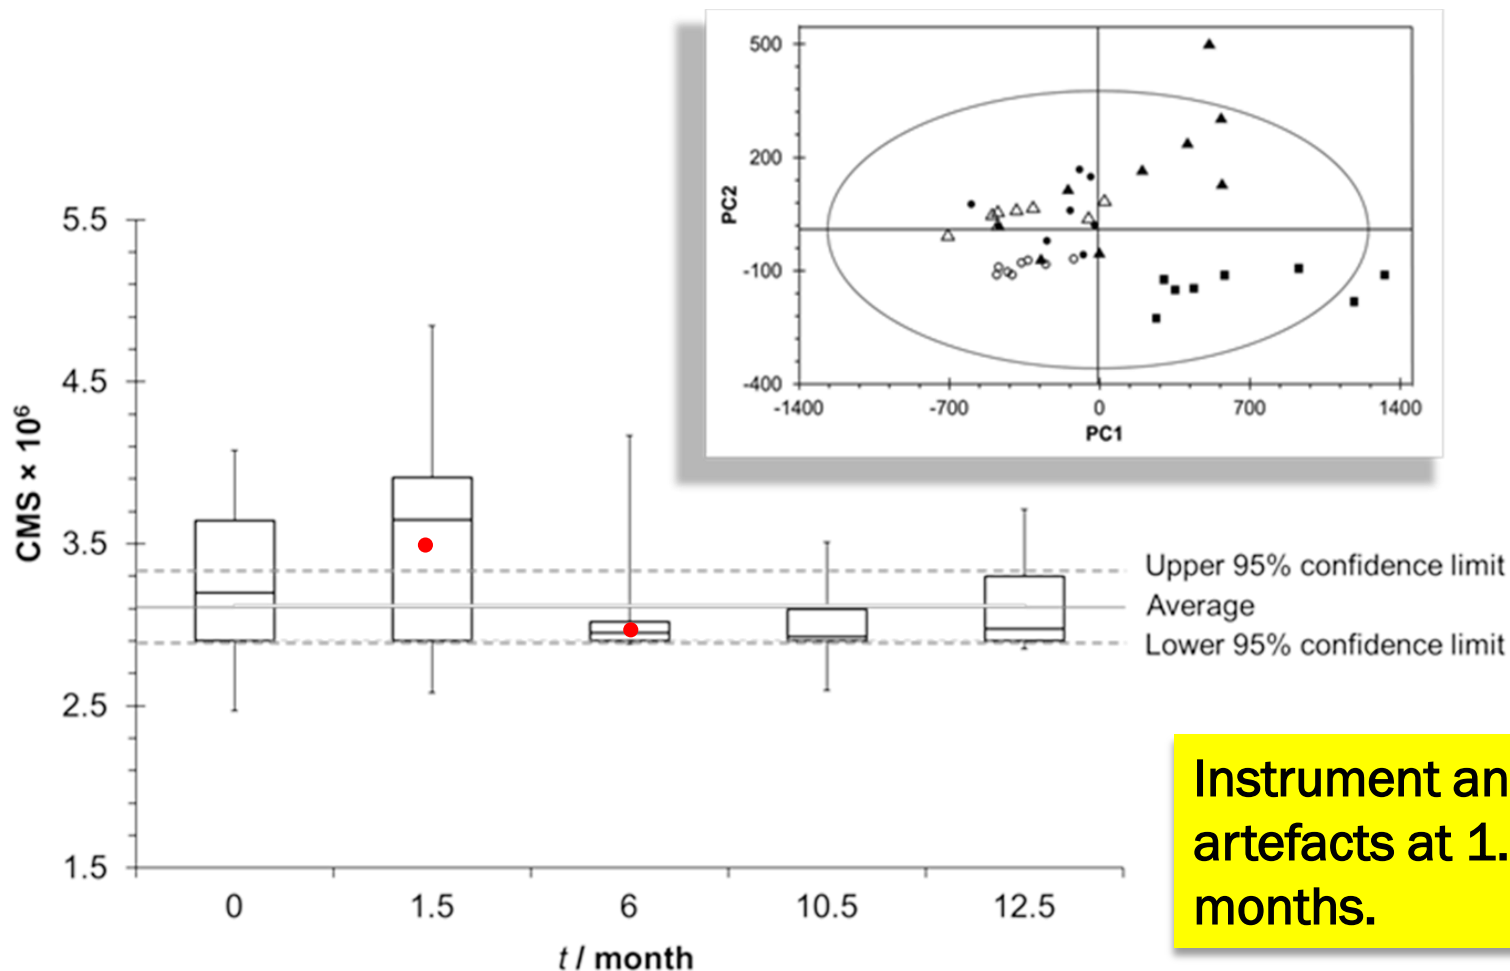 500
200
-100
-400
PC2
-1400
-700
0
700
1400
PC1
5.5
4.5
3.5
2.5
1.5
CMS × 10⁶
Upper 95% confidence limit
Average
Lower 95% confidence limit
0
1.5
6
10.5
12.5
t / month
Instrument an
artefacts at 1.
months.